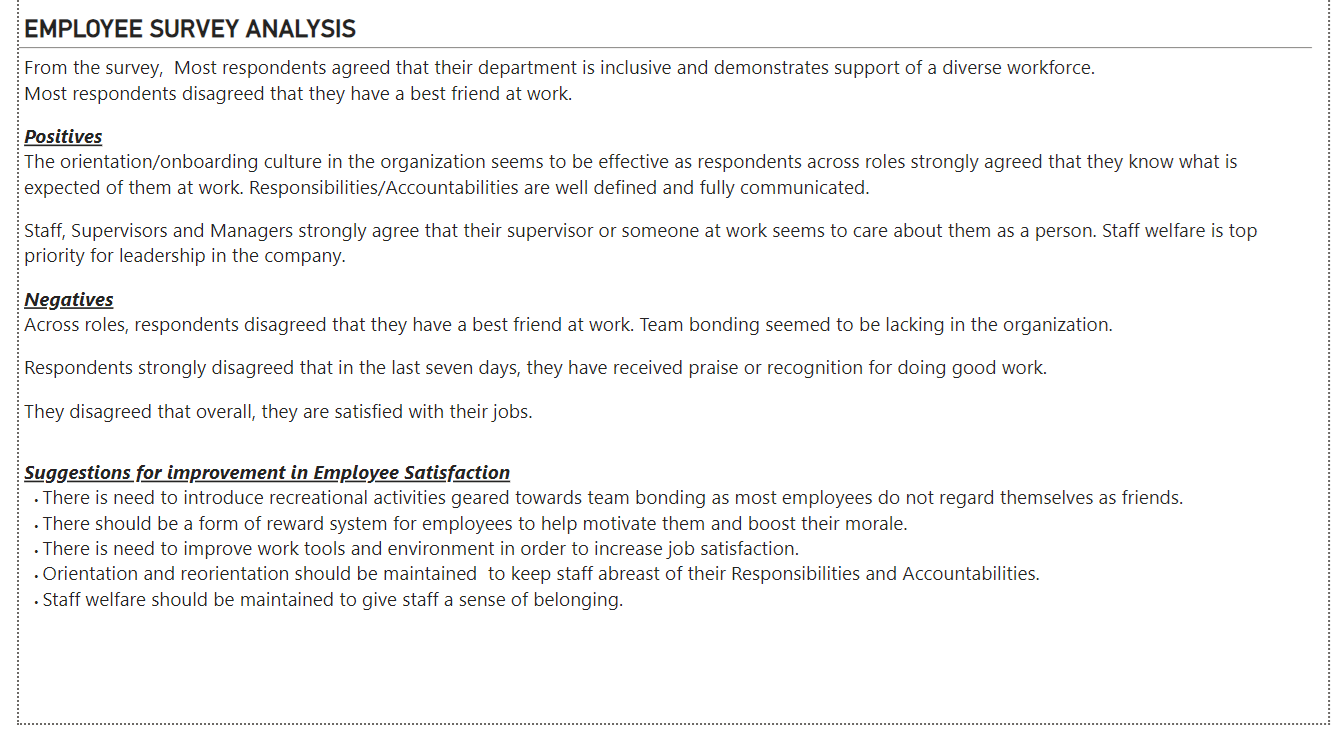 EMPLOYEE SURVEY ANALYSIS
From the survey,  Most respondents agreed that their department is inclusive and demonstrates support of a diverse workforce.
Most respondents disagreed that they have a best friend at work.
Positives
The orientation/onboarding culture in the organization seems to be effective as respondents across roles strongly agreed that they know what is
expected of them at work. Responsibilities/Accountabilities are well defined and fully communicated.
Staff, Supervisors and Managers strongly agree that their supervisor or someone at work seems to care about them as a person. Staff welfare is top
priority for leadership in the company.
Negatives
Across roles, respondents disagreed that they have a best friend at work. Team bonding seemed to be lacking in the organization.
Respondents strongly disagreed that in the last seven days, they have received praise or recognition for doing good work.
They disagreed that overall, they are satisfied with their jobs.
Suggestions for improvement in Employee Satisfaction
• There is need to introduce recreational activities geared towards team bonding as most employees do not regard themselves as friends.
• There should be a form of reward system for employees to help motivate them and boost their morale.
• There is need to improve work tools and environment in order to increase job satisfaction.
• Orientation and reorientation should be maintained  to keep staff abreast of their Responsibilities and Accountabilities.
• Staff welfare should be maintained to give staff a sense of belonging.